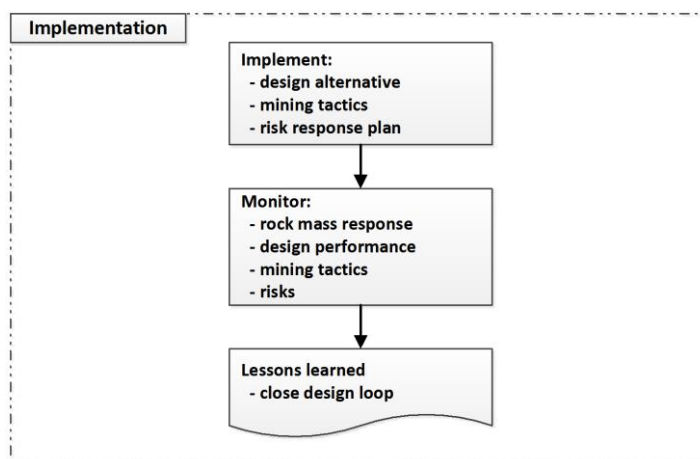 Implementation
Implement:
- design alternative
- mining tactics
- risk response plan
Monitor:
- rock mass response
- design performance
- mining tactics
- risks
Lessons learned
- close design loop